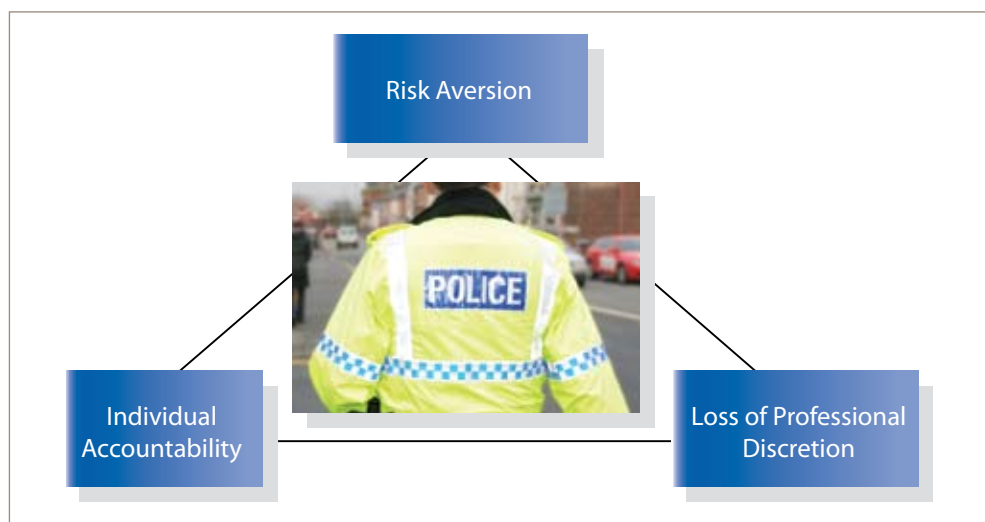 Risk Aversion
POLICE
Individual
Accountability
Loss of Professional
Discretion